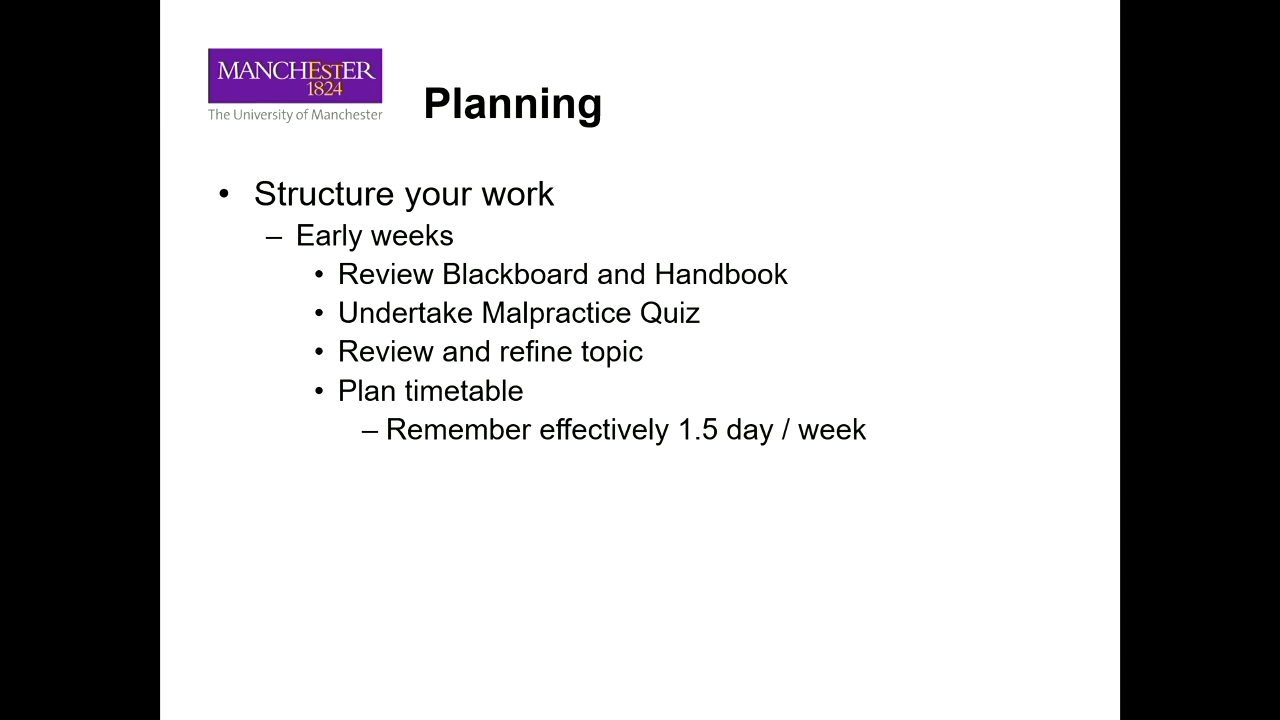 MANCHESTER
1824
The University of Manchester
Planning
• Structure your work
– Early weeks
• Review Blackboard and Handbook
• Undertake Malpractice Quiz
• Review and refine topic
• Plan timetable
– Remember effectively 1.5 day / week